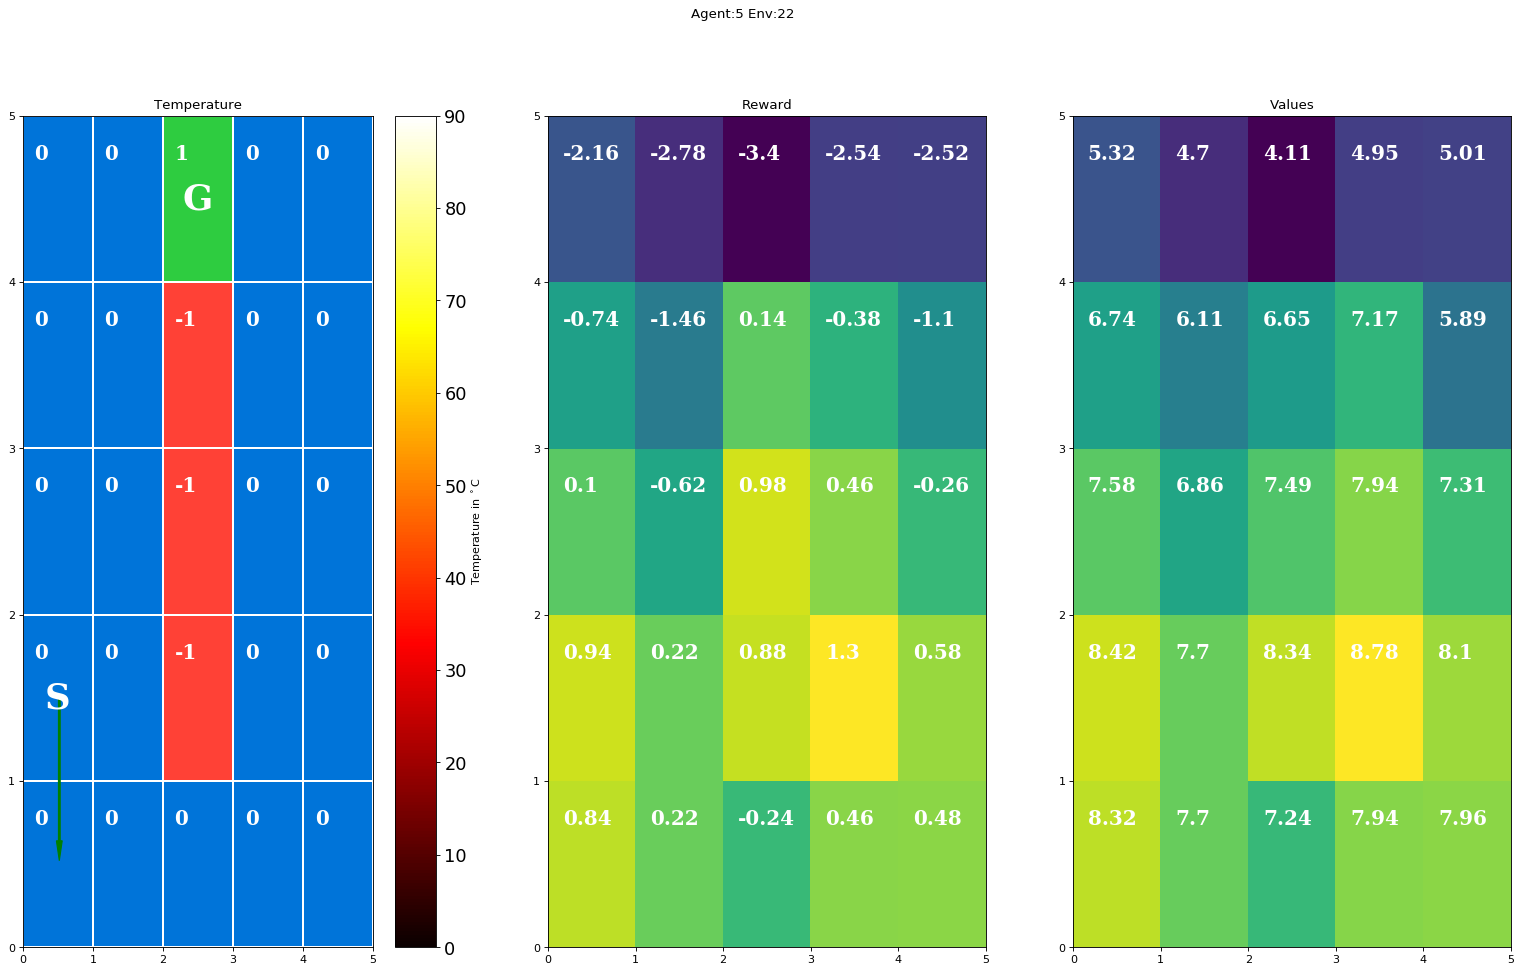 Agent:5 Env:22
Temperature
5
4
3
2
1
0
0 0 1 0 0
G
0 0 -1 0 0
0 0 -1 0 0
0 0 -1 0 0
S
0 0 0 0 0
0 1 2 3 4 5
90
80
70
60
50
40
30
20
10
0
Temperature in °C
Reward
5
4
3
2
1
0
-2.16 -2.78 -3.4 -2.54 -2.52
-0.74 -1.46 0.14 -0.38 -1.1
0.1 -0.62 0.98 0.46 -0.26
0.94 0.22 0.88 1.3 0.58
0.84 0.22 -0.24 0.46 0.48
0 1 2 3 4 5
Values
5
4
3
2
1
0
5.32 4.7 4.11 4.95 5.01
6.74 6.11 6.65 7.17 5.89
7.58 6.86 7.49 7.94 7.31
8.42 7.7 8.34 8.78 8.1
8.32 7.7 7.24 7.94 7.96
0 1 2 3 4 5